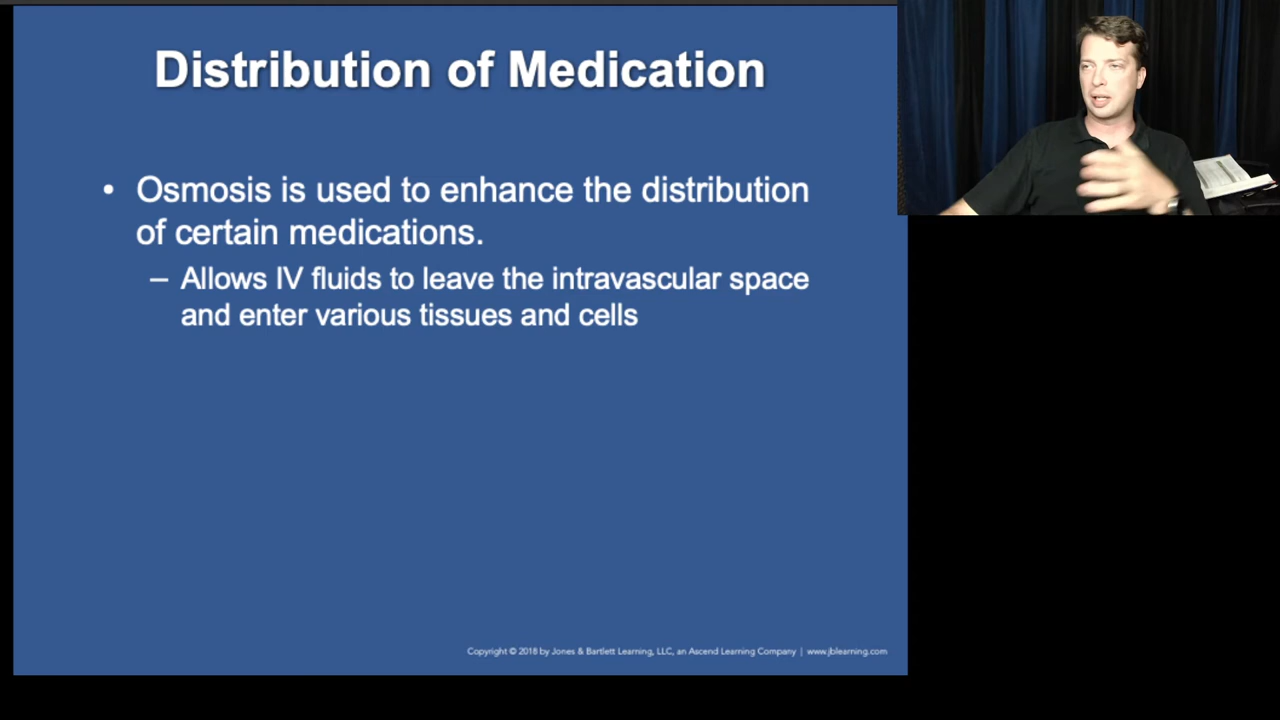 Distribution of Medication
• Osmosis is used to enhance the distribution
of certain medications.
– Allows IV fluids to leave the intravascular space
and enter various tissues and cells
Copyright © 2018 by Jones & Bartlett Learning, LLC, an Ascend Learning Company | www.jblearning.com